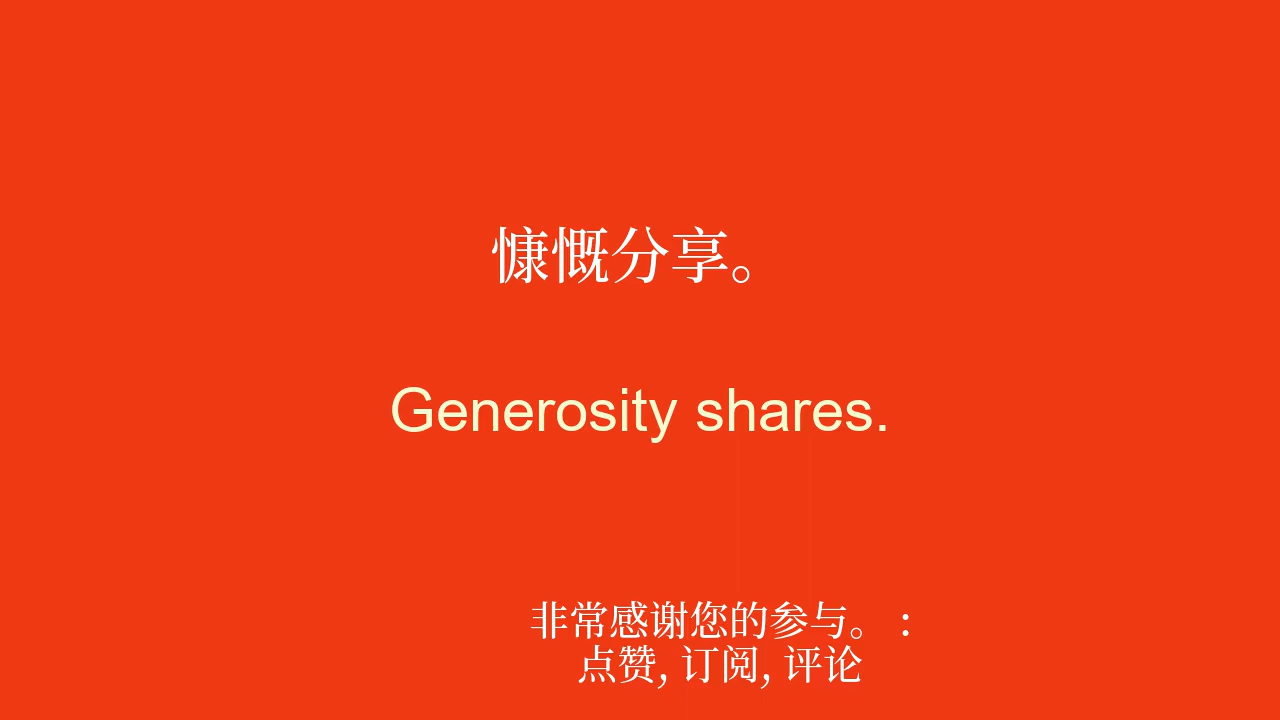 慷慨分享。
Generosity shares.
非常感谢您的参与。 :
点赞, 订阅, 评论